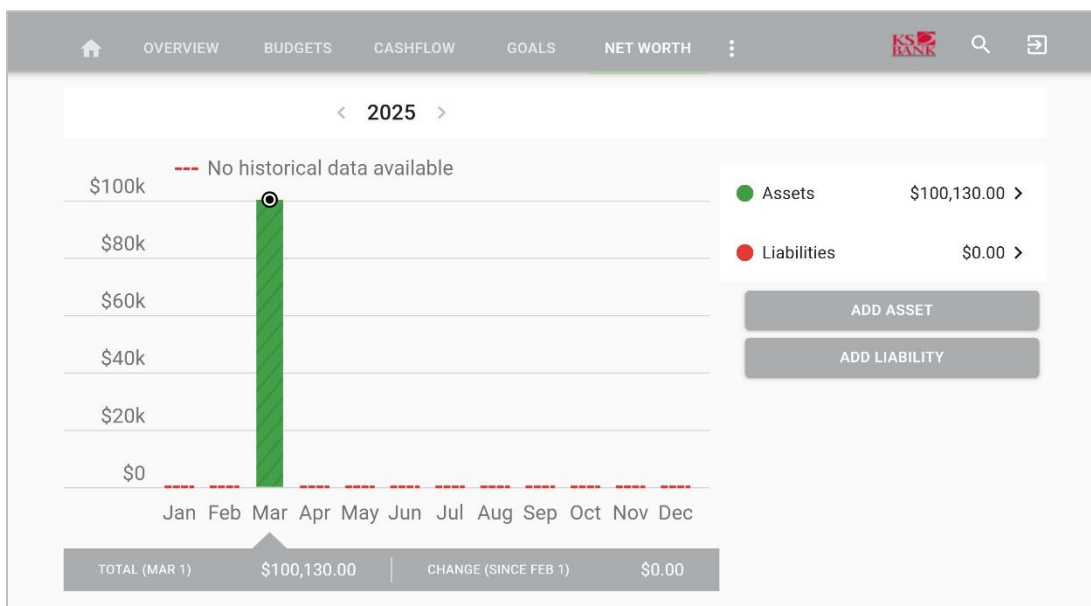 OVERVIEW BUDGETS CASHFLOW GOALS NET WORTH KS BANK
2025
No historical data available
$100k
$80k
$60k
$40k
$20k
$0
Jan Feb Mar Apr May Jun Jul Aug Sep Oct Nov Dec
TOTAL (MAR 1) $100,130.00 CHANGE (SINCE FEB 1) $0.00
Assets $100,130.00
Liabilities $0.00
ADD ASSET
ADD LIABILITY